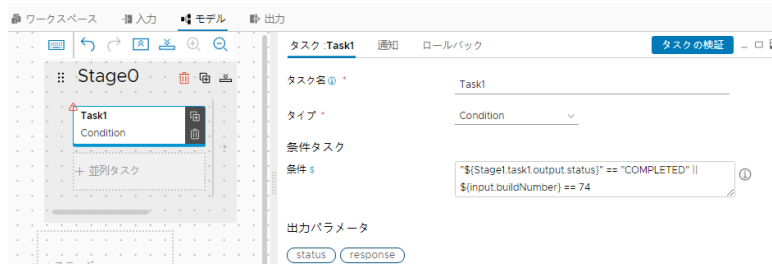 ワークスペース 入力 モデル 出力
Stage0
Task1
Condition
+ 並列タスク
タスク :Task1 通知 ロールバック タスクの検証
タスク名 *
Task1
タイプ *
Condition
条件タスク
条件 $
"${Stage1.task1.output.status}" == "COMPLETED" ||
${input.buildNumber} == 74
出力パラメータ
status response